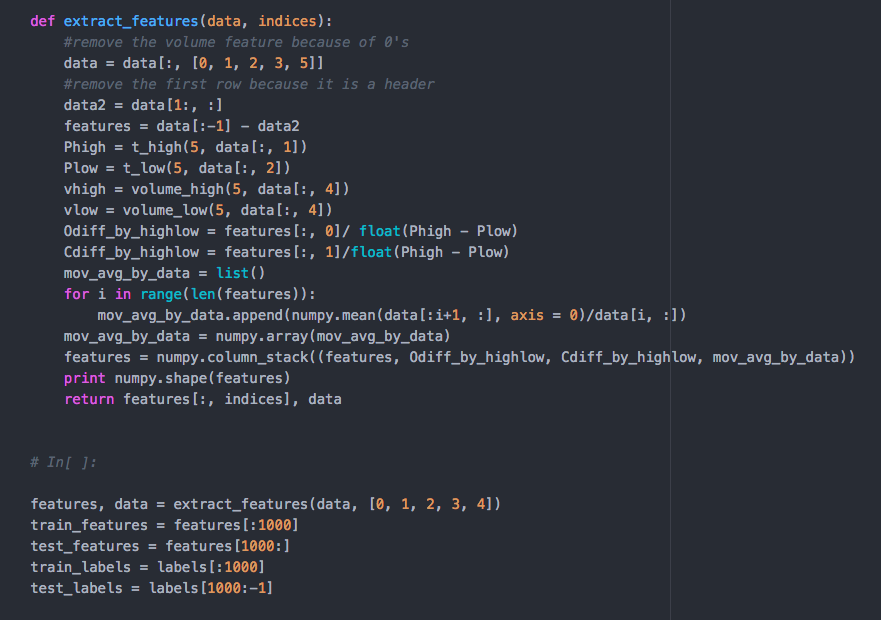 def extract_features(data, indices):
    #remove the volume feature because of 0's
    data = data[:, [0, 1, 2, 3, 5]]
    #remove the first row because it is a header
    data2 = data[1:, :]
    features = data[:-1] - data2
    Phigh = t_high(5, data[:, 1])
    Plow = t_low(5, data[:, 2])
    vhigh = volume_high(5, data[:, 4])
    vlow = volume_low(5, data[:, 4])
    Odiff_by_highlow = features[:, 0]/ float(Phigh - Plow)
    Cdiff_by_highlow = features[:, 1]/float(Phigh - Plow)
    mov_avg_by_data = list()
    for i in range(len(features)):
        mov_avg_by_data.append(numpy.mean(data[:i+1, :], axis = 0)/data[i, :])
    mov_avg_by_data = numpy.array(mov_avg_by_data)
    features = numpy.column_stack((features, Odiff_by_highlow, Cdiff_by_highlow, mov_avg_by_data))
    print numpy.shape(features)
    return features[:, indices], data
# In[ ]:
features, data = extract_features(data, [0, 1, 2, 3, 4])
train_features = features[:1000]
test_features = features[1000:]
train_labels = labels[:1000]
test_labels = labels[1000:-1]